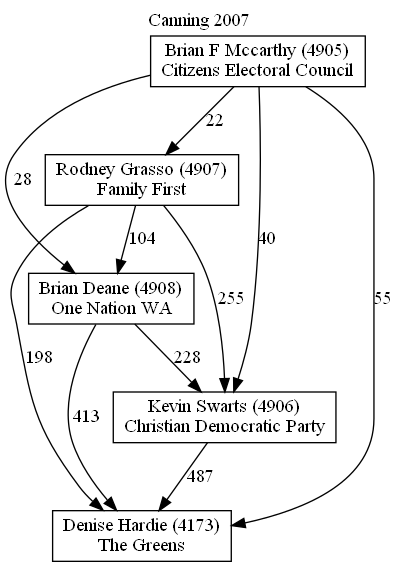 Canning 2007
Brian F Mccarthy (4905)
Citizens Electoral Council
22
Rodney Grasso (4907)
Family First
28
104
40
Brian Deane (4908)
One Nation WA
255
55
198
228
Kevin Swarts (4906)
Christian Democratic Party
413
487
Denise Hardie (4173)
The Greens